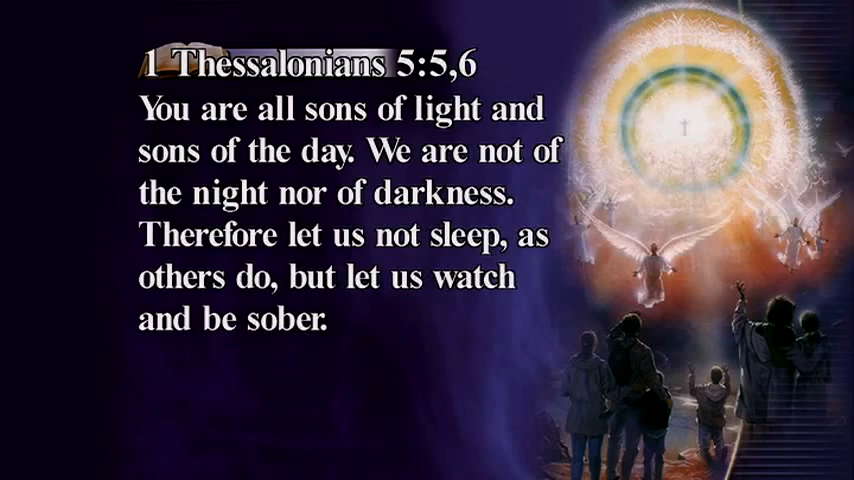 1 Thessalonians 5:5,6
You are all sons of light and
sons of the day. We are not of
the night nor of darkness.
Therefore let us not sleep, as
others do, but let us watch
and be sober.